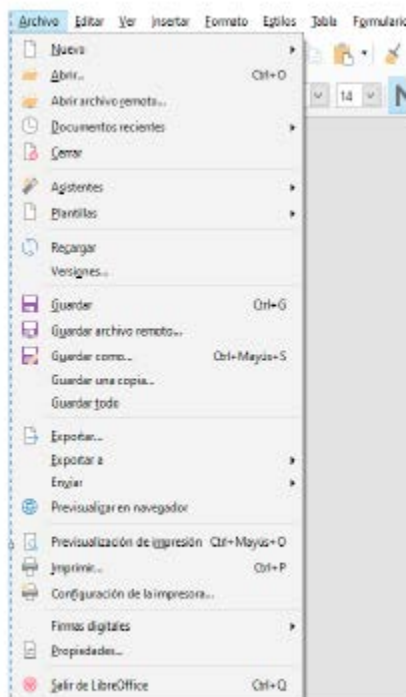 Archivo Editar Ver Insertar Formato Estilos Tabla Formulario
Nuevo
Abrir... Ctrl+O
14 N
Abrir archivo remoto...
Documentos recientes
Cerrar
Asistentes
Plantillas
Recargar
Versiones...
Guardar Ctrl+G
Guardar archivo remoto...
Guardar como... Ctrl+Mayús+S
Guardar una copia...
Guardar todo
Exportar...
Exportar a
Enviar
Previsualizar en navegador
Previsualización de impresión Ctrl+Mayús+O
Imprimir... Ctrl+P
Configuración de la impresora...
Firmas digitales
Propiedades...
Salir de LibreOffice Ctrl+Q